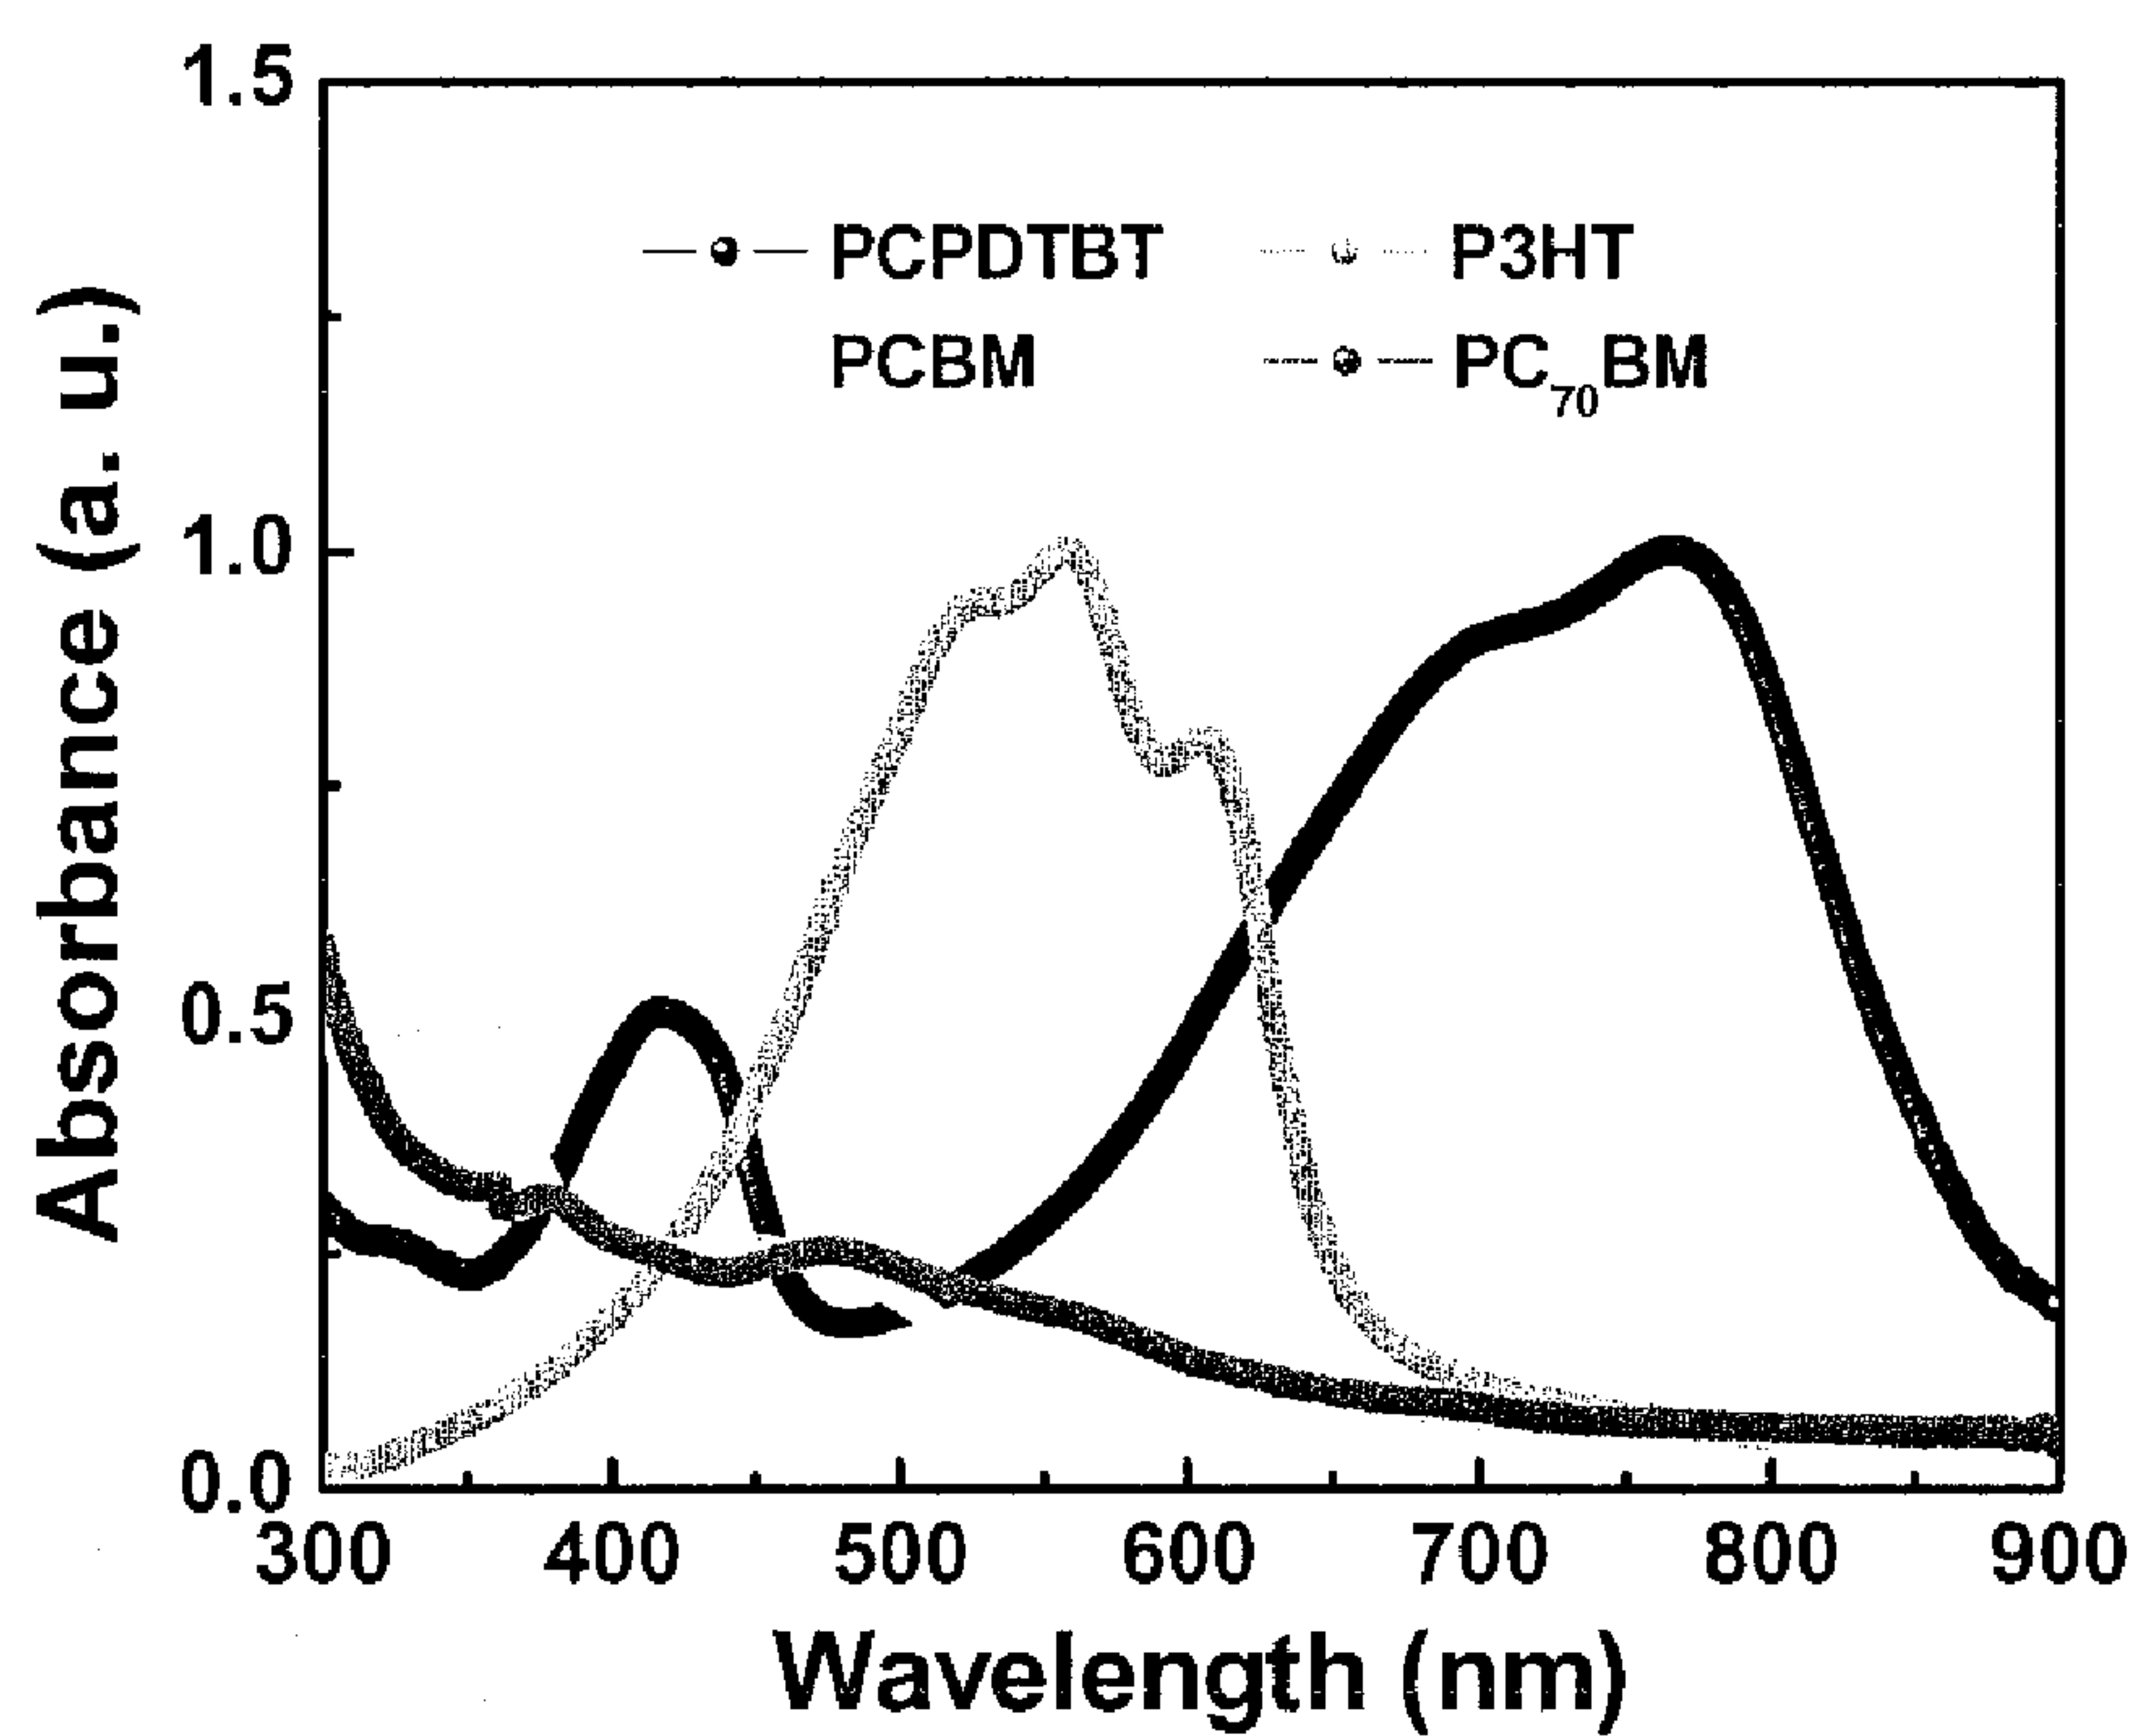 1.5
PCPDTBT P3HT
PCBM PC70BM
1.0
Absorbance (a. u.)
0.5
0.0
300 400 500 600 700 800 900
Wavelength (nm)